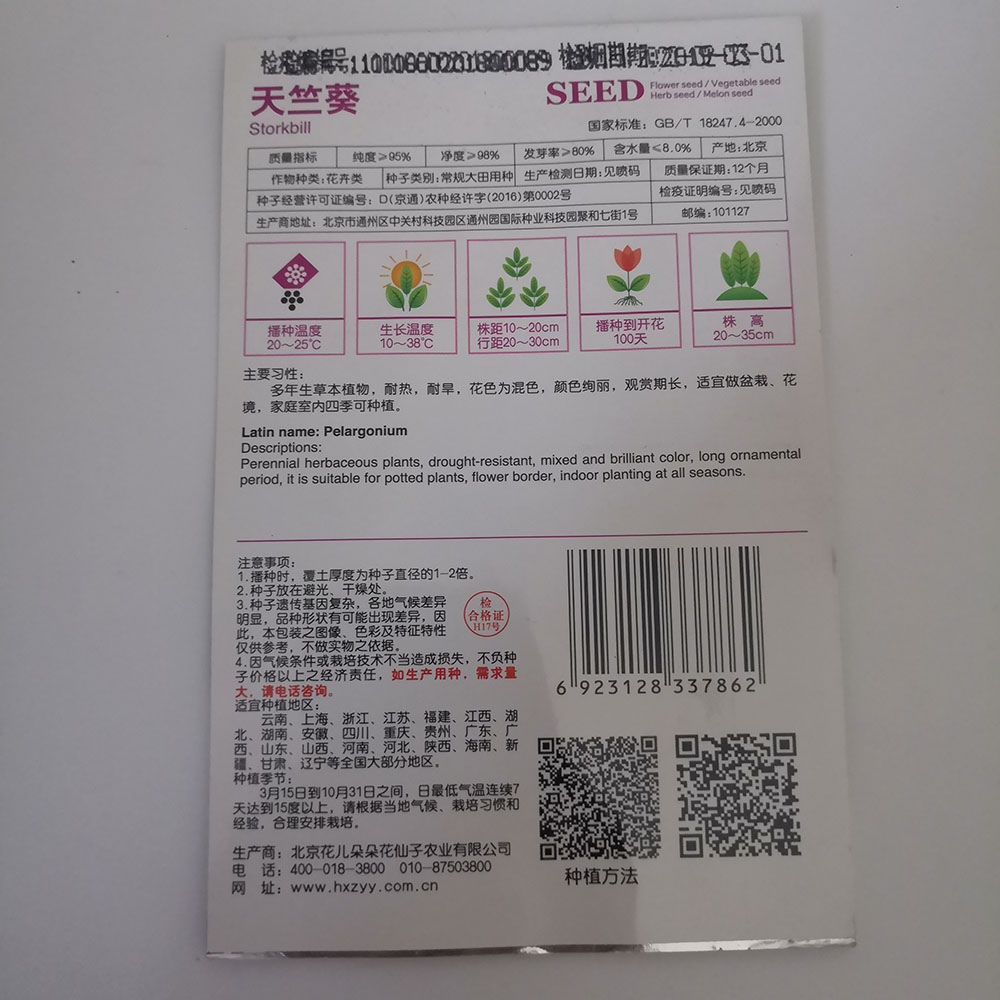 天竺葵
Storkbill
SEED
Flower seed / Vegetable seed
Herb seed / Melon seed
国家标准：GB/T 18247.4-2000
质量指标 纯度≥95% 净度≥98% 发芽率≥80% 含水量≤8.0% 产地:北京
作物种类:花卉类 种子类别:常规大田用种 生产检测日期:见喷码 质量保证期:12个月
种子经营许可证编号：D(京通)农种经许字(2016)第0002号 检疫证明编号:见喷码
生产商地址：北京市通州区中关村科技园区通州园国际种业科技园聚和七街1号 邮编:101127
播种温度
20～25℃
生长温度
10～38℃
株距10～20cm
行距20～30cm
播种到开花
100天
株 高
20～35cm
主要习性：
多年生草本植物，耐热，耐旱，花色为混色，颜色绚丽，观赏期长，适宜做盆栽、花
境，家庭室内四季可种植。
Latin name: Pelargonium
Descriptions:
Perennial herbaceous plants, drought-resistant, mixed and brilliant color, long ornamental
period, it is suitable for potted plants, flower border, indoor planting at all seasons.
注意事项：
1.播种时，覆土厚度为种子直径的1-2倍。
2.种子放在避光、干燥处。
3.种子遗传基因复杂，各地气候差异
明显，品种形状有可能出现差异，因
此，本包装之图像、色彩及特征特性
仅供参考，不做实物之依据。
4.因气候条件或栽培技术不当造成损失，不负种
子价格以上之经济责任，如生产用种，需求量
大，请电话咨询。
检
合格证
H17号
适宜种植地区：
云南、上海、浙江、江苏、福建、江西、湖
北、湖南、安徽、四川、重庆、贵州、广东、广
西、山东、山西、河南、河北、陕西、海南、新
疆、甘肃、辽宁等全国大部分地区。
种植季节：
3月15日到10月31日之间，日最低气温连续7
天达到15度以上，请根据当地气候、栽培习惯和
经验，合理安排栽培。
生产商：北京花儿朵朵花仙子农业有限公司
电 话：400-018-3800 010-87503800
网 址：www.hxzyy.com.cn
6 923128 337862
种植方法